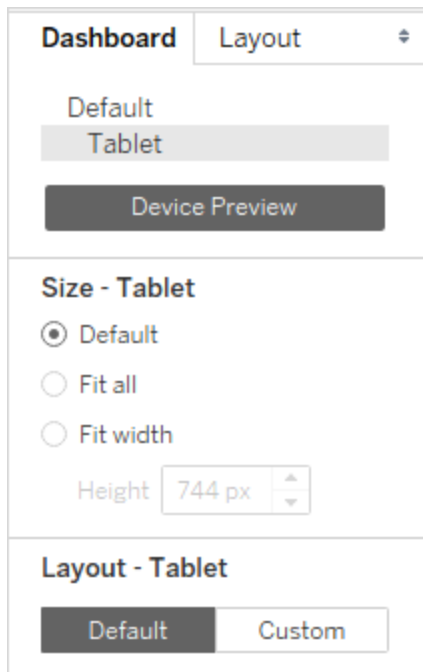 Dashboard Layout
Default
Tablet
Device Preview
Size - Tablet
Default
Fit all
Fit width
Height 744 px
Layout - Tablet
Default Custom